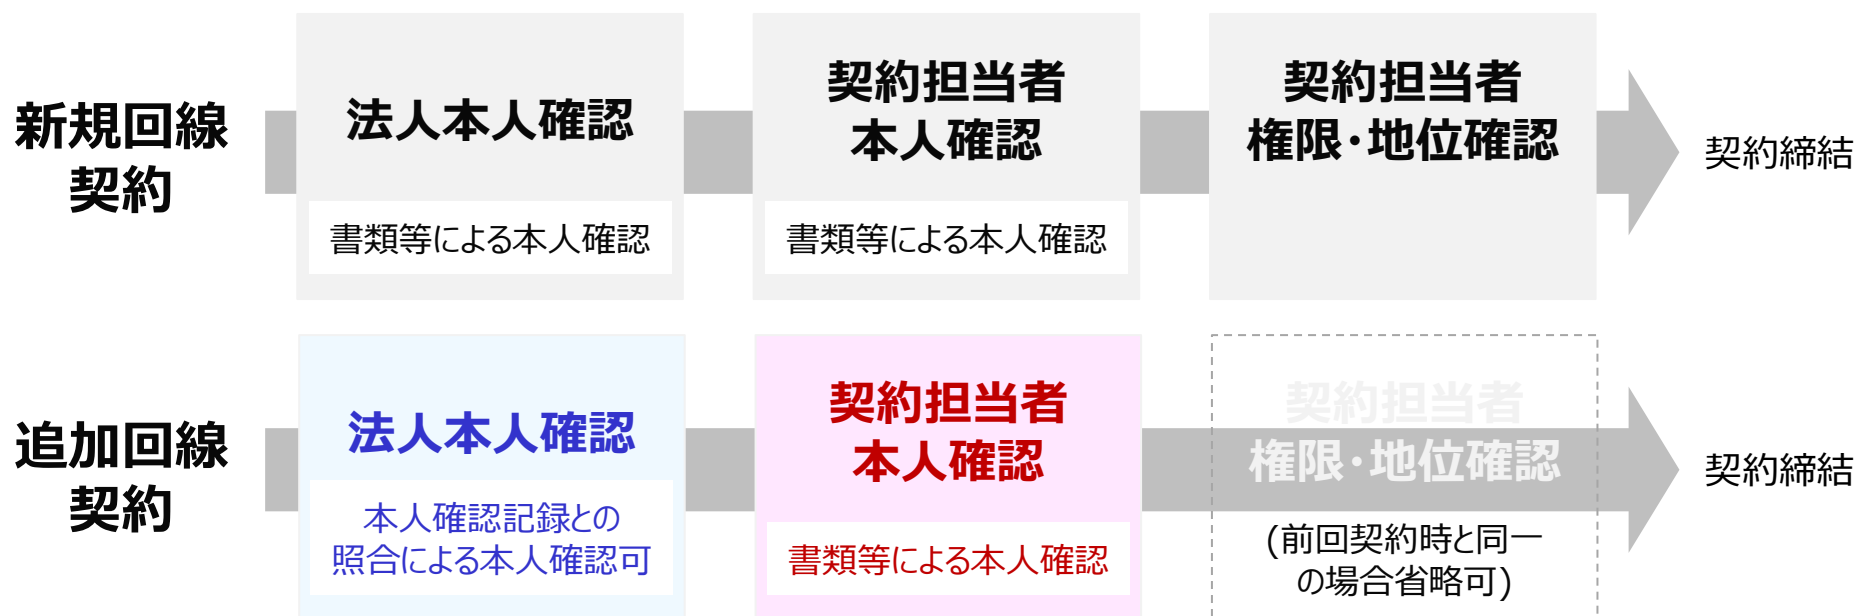 新規回線
契約
法人本人確認
書類等による本人確認
契約担当者
本人確認
書類等による本人確認
契約担当者
権限・地位確認
契約締結
追加回線
契約
法人本人確認
本人確認記録との
照合による本人確認可
契約担当者
本人確認
書類等による本人確認
契約担当者
権限・地位確認
(前回契約時と同一
の場合省略可)
契約締結